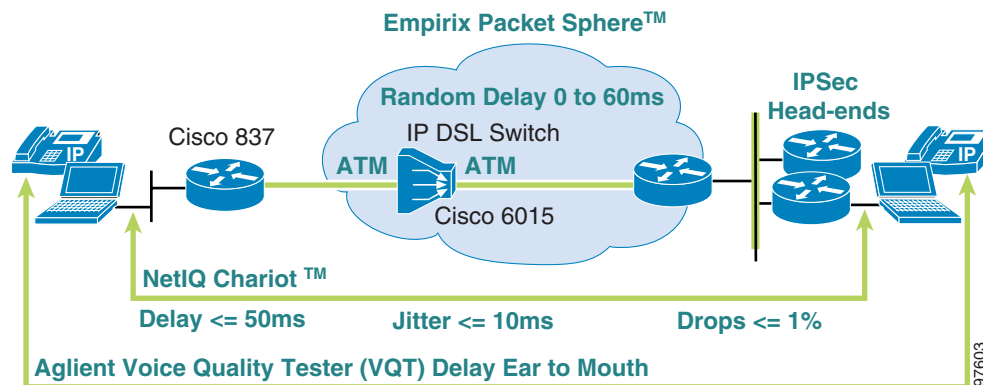 Empirix Packet Sphere™
Random Delay 0 to 60ms
IPSec
Head-ends
IP DSL Switch
Cisco 837
IP
IP
ATM
ATM
Cisco 6015
NetIQ Chariot ™
Delay <= 50ms
Jitter <= 10ms
Drops <= 1%
Aglient Voice Quality Tester (VQT) Delay Ear to Mouth
97603